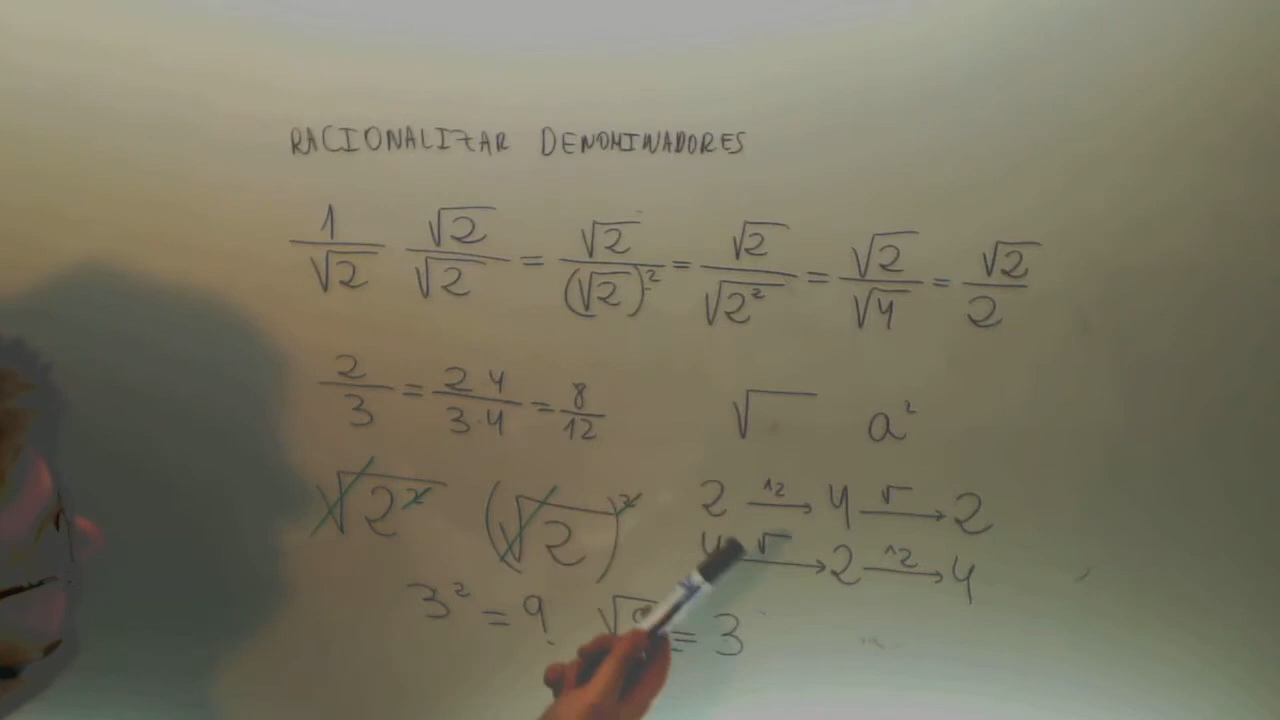 RACIONALIZAR DENOMINADORES
1/√2 √2/√2 = √2/(√2)² = √2/√2² = √2/√4 = √2/2
2/3 = 2 4/3·4 = 8/12 √ a²
√2² (√2)² 2 ^2→ 4 √→ 2
4 √→ 2 ^2→ 4
3² = 9 √ = 3